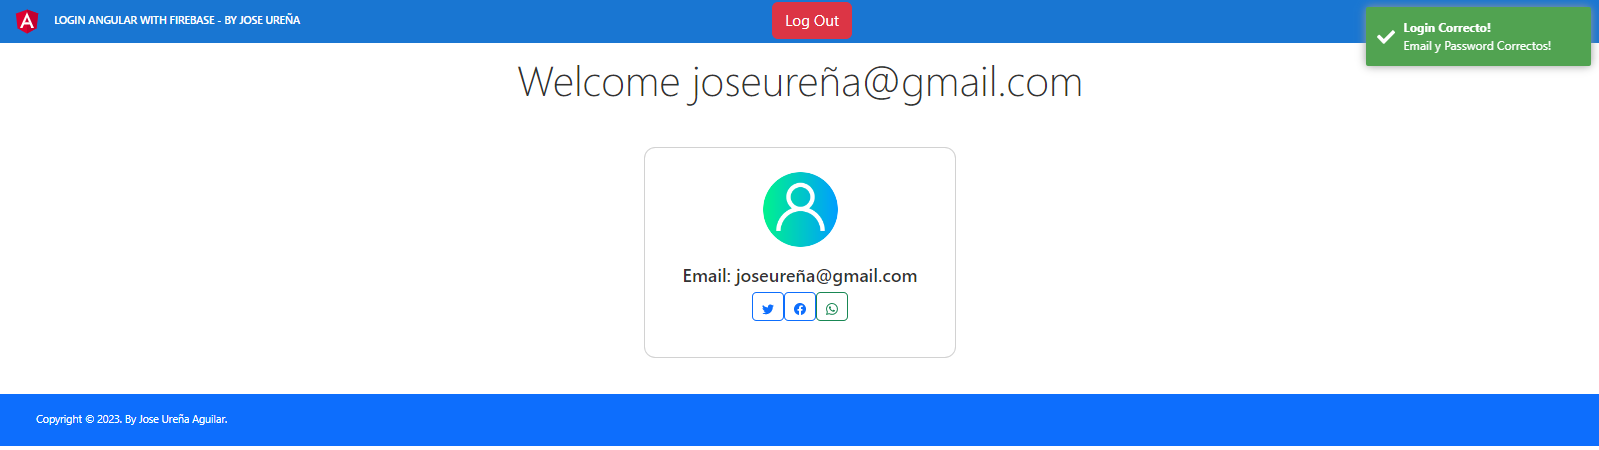 LOGIN ANGULAR WITH FIREBASE - BY JOSE UREÑA
Log Out
Login Correcto!
Email y Password Correctos!
Welcome joseureña@gmail.com
Email: joseureña@gmail.com
Copyright © 2023. By Jose Ureña Aguilar.